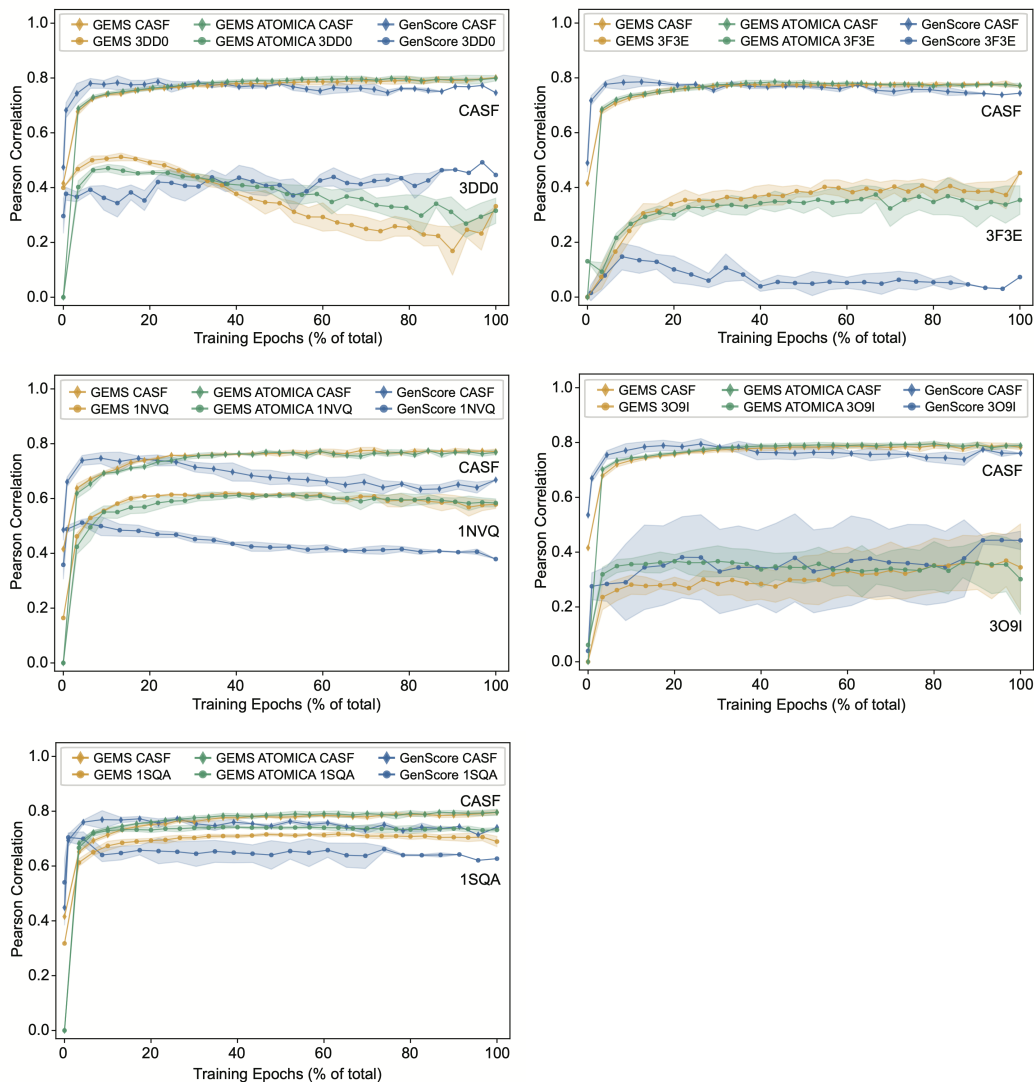 GEMS CASF GEMS ATOMICA CASF GenScore CASF
GEMS 3DD0 GEMS ATOMICA 3DD0 GenScore 3DD0
1.0
0.8
0.6
0.4
0.2
0.0
Pearson Correlation
CASF
3DD0
0 20 40 60 80 100
Training Epochs (% of total)
GEMS CASF GEMS ATOMICA CASF GenScore CASF
GEMS 3F3E GEMS ATOMICA 3F3E GenScore 3F3E
1.0
0.8
0.6
0.4
0.2
0.0
Pearson Correlation
CASF
3F3E
0 20 40 60 80 100
Training Epochs (% of total)
GEMS CASF GEMS ATOMICA CASF GenScore CASF
GEMS 1NVQ GEMS ATOMICA 1NVQ GenScore 1NVQ
1.0
0.8
0.6
0.4
0.2
0.0
Pearson Correlation
CASF
1NVQ
0 20 40 60 80 100
Training Epochs (% of total)
GEMS CASF GEMS ATOMICA CASF GenScore CASF
GEMS 3O9I GEMS ATOMICA 3O9I GenScore 3O9I
1.0
0.8
0.6
0.4
0.2
0.0
Pearson Correlation
CASF
3O9I
0 20 40 60 80 100
Training Epochs (% of total)
GEMS CASF GEMS ATOMICA CASF GenScore CASF
GEMS 1SQA GEMS ATOMICA 1SQA GenScore 1SQA
1.0
0.8
0.6
0.4
0.2
0.0
Pearson Correlation
CASF
1SQA
0 20 40 60 80 100
Training Epochs (% of total)